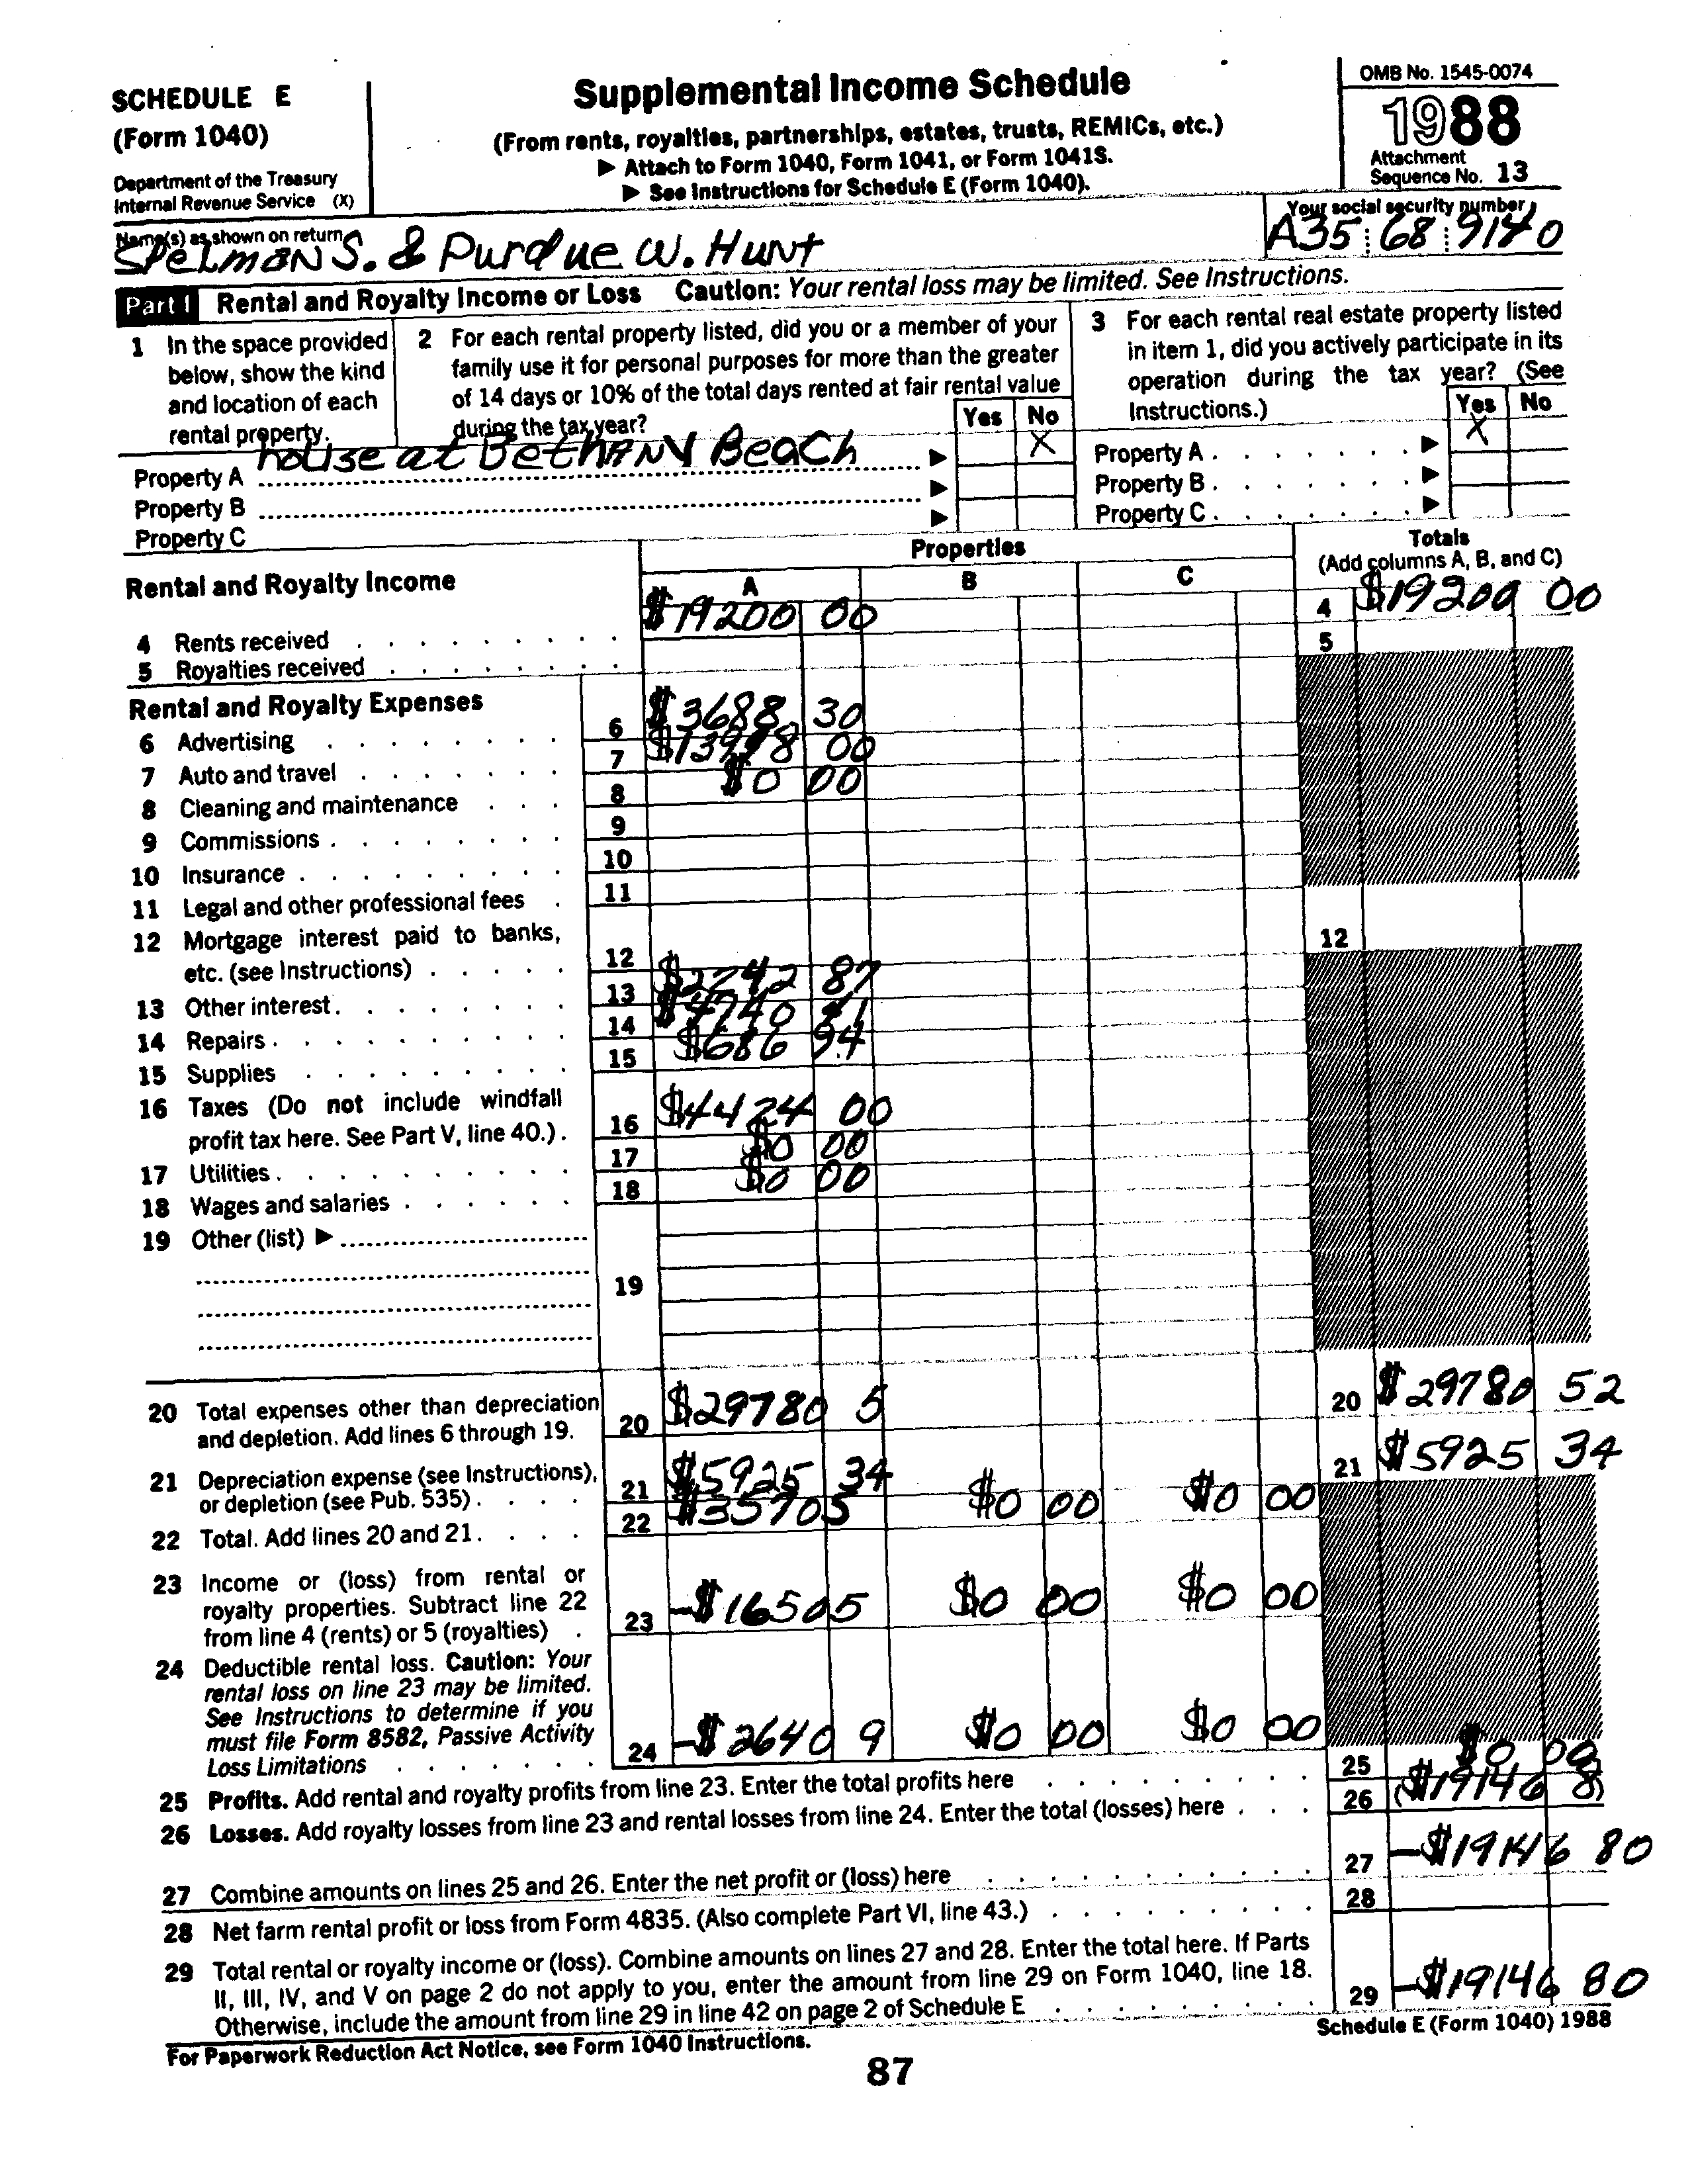 SCHEDULE E
(Form 1040)
Department of the Treasury
Internal Revenue Service (X)
Supplemental Income Schedule
(From rents, royalties, partnerships, estates, trusts, REMICs, etc.)
▶ Attach to Form 1040, Form 1041, or Form 1041S.
▶ See Instructions for Schedule E (Form 1040).
OMB No. 1545-0074
1988
Attachment
Sequence No. 13
Name(s) as shown on return
Spelman S. & Purdue W. Hunt
Your social security number
A35 68 9140
Part I Rental and Royalty Income or Loss Caution: Your rental loss may be limited. See Instructions.
1 In the space provided
below, show the kind
and location of each
rental property.
2 For each rental property listed, did you or a member of your
family use it for personal purposes for more than the greater
of 14 days or 10% of the total days rented at fair rental value
during the tax year?
Yes No
3 For each rental real estate property listed
in item 1, did you actively participate in its
operation during the tax year? (See
Instructions.)
Yes No
Property A house at Bethany Beach ▶ X Property A ▶ X
Property B ▶ Property B ▶
Property C ▶ Property C ▶
Rental and Royalty Income
Properties
A B C
Totals
(Add columns A, B, and C)
4 Rents received $19200 00 4 $19200 00
5 Royalties received 5
Rental and Royalty Expenses
6 Advertising 6 $3688 30
7 Auto and travel 7 00
8 Cleaning and maintenance 8 $0 00
9 Commissions 9
10 Insurance 10
11 Legal and other professional fees 11
12 Mortgage interest paid to banks,
etc. (see Instructions) 12 12
13 Other interest 13 $2242 87
14 Repairs 14 $4740 41
15 Supplies 15 $686 94
16 Taxes (Do not include windfall
profit tax here. See Part V, line 40.) 16 $4424 00
17 Utilities 17 $0 00
18 Wages and salaries 18 $0 00
19 Other (list) ▶
19
20 Total expenses other than depreciation
and depletion. Add lines 6 through 19. 20 $29780 5 20 $29780 52
21 Depreciation expense (see Instructions),
or depletion (see Pub. 535) 21 $5925 34 21 $5925 34
22 Total. Add lines 20 and 21 22 $35705 $0 00 $0 00
23 Income or (loss) from rental or
royalty properties. Subtract line 22
from line 4 (rents) or 5 (royalties) 23 -$16505 $0 00 $0 00
24 Deductible rental loss. Caution: Your
rental loss on line 23 may be limited.
See Instructions to determine if you
must file Form 8582, Passive Activity
Loss Limitations 24 -$2640 9 $0 00 $0 00
25 Profits. Add rental and royalty profits from line 23. Enter the total profits here 25 $0 00
26 Losses. Add royalty losses from line 23 and rental losses from line 24. Enter the total (losses) here 26 ($19146 8)
27 Combine amounts on lines 25 and 26. Enter the net profit or (loss) here 27 -$19146 80
28 Net farm rental profit or loss from Form 4835. (Also complete Part VI, line 43.) 28
29 Total rental or royalty income or (loss). Combine amounts on lines 27 and 28. Enter the total here. If Parts
II, III, IV, and V on page 2 do not apply to you, enter the amount from line 29 on Form 1040, line 18.
Otherwise, include the amount from line 29 in line 42 on page 2 of Schedule E 29 -$19146 80
For Paperwork Reduction Act Notice, see Form 1040 Instructions.
Schedule E (Form 1040) 1988
87